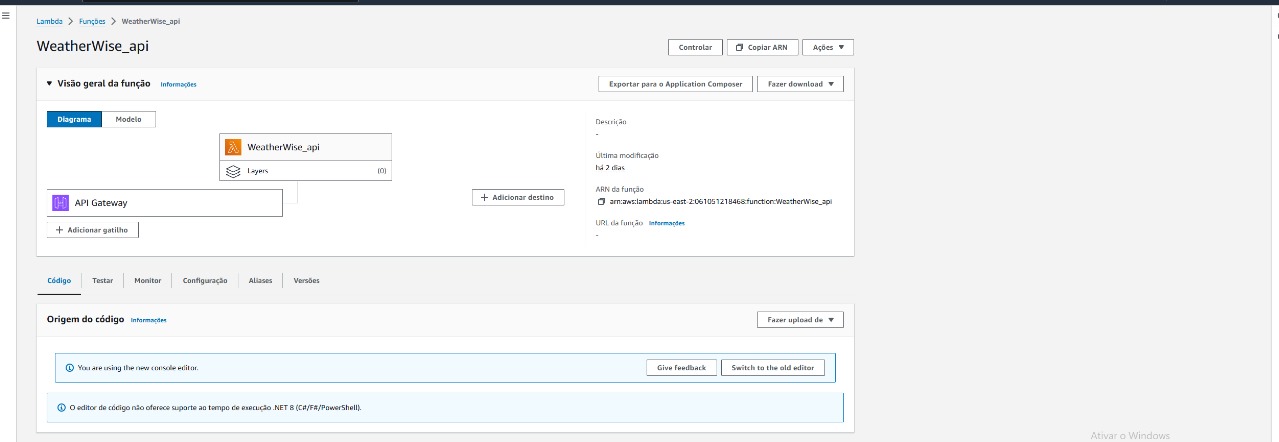 Lambda > Funções > WeatherWise_api
WeatherWise_api
Controlar Copiar ARN Ações
Visão geral da função Informações
Exportar para o Application Composer Fazer download
Diagrama Modelo
WeatherWise_api
Layers (0)
API Gateway
+ Adicionar gatilho
+ Adicionar destino
Descrição
-
Última modificação
há 2 dias
ARN da função
arn:aws:lambda:us-east-2:061051218468:function:WeatherWise_api
URL da função Informações
-
Código Testar Monitor Configuração Aliases Versões
Origem do código Informações
Fazer upload de
You are using the new console editor.
Give feedback Switch to the old editor
O editor de código não oferece suporte ao tempo de execução .NET 8 (C#/F#/PowerShell).
Ativar o Windows